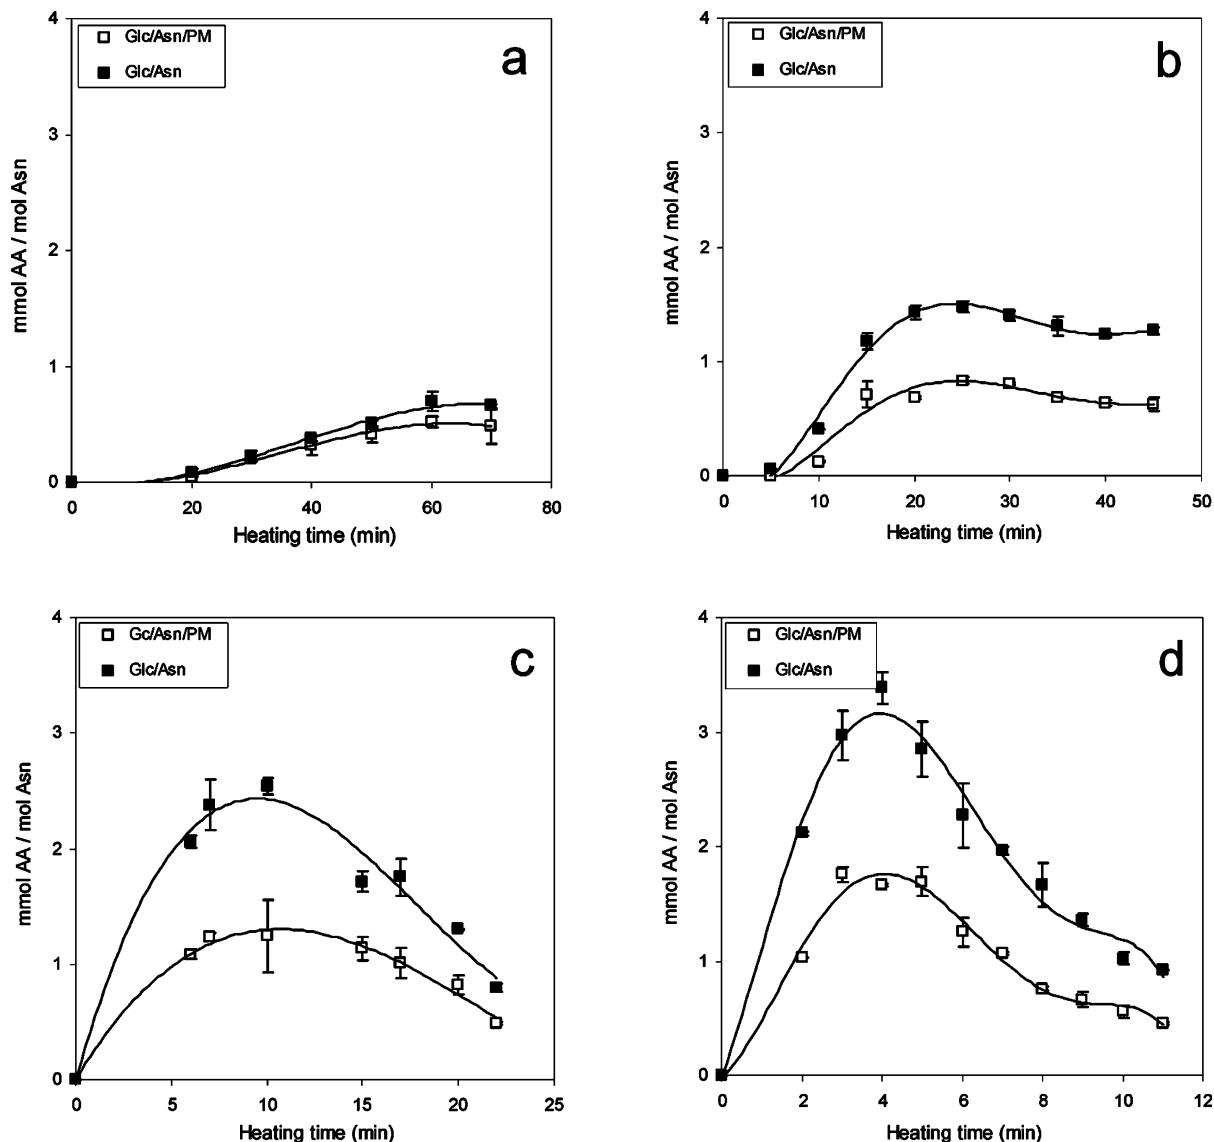 4
Glc/Asn/PM
Glc/Asn
a
3
2
1
0
mmol AA / mol Asn
0 20 40 60 80
Heating time (min)
4
Glc/Asn/PM
Glc/Asn
b
3
2
1
0
mmol AA / mol Asn
0 10 20 30 40 50
Heating time (min)
4
Gc/Asn/PM
Glc/Asn
c
3
2
1
0
mmol AA / mol Asn
0 5 10 15 20 25
Heating time (min)
4
Glc/Asn/PM
Glc/Asn
d
3
2
1
0
mmol AA / mol Asn
0 2 4 6 8 10 12
Heating time (min)